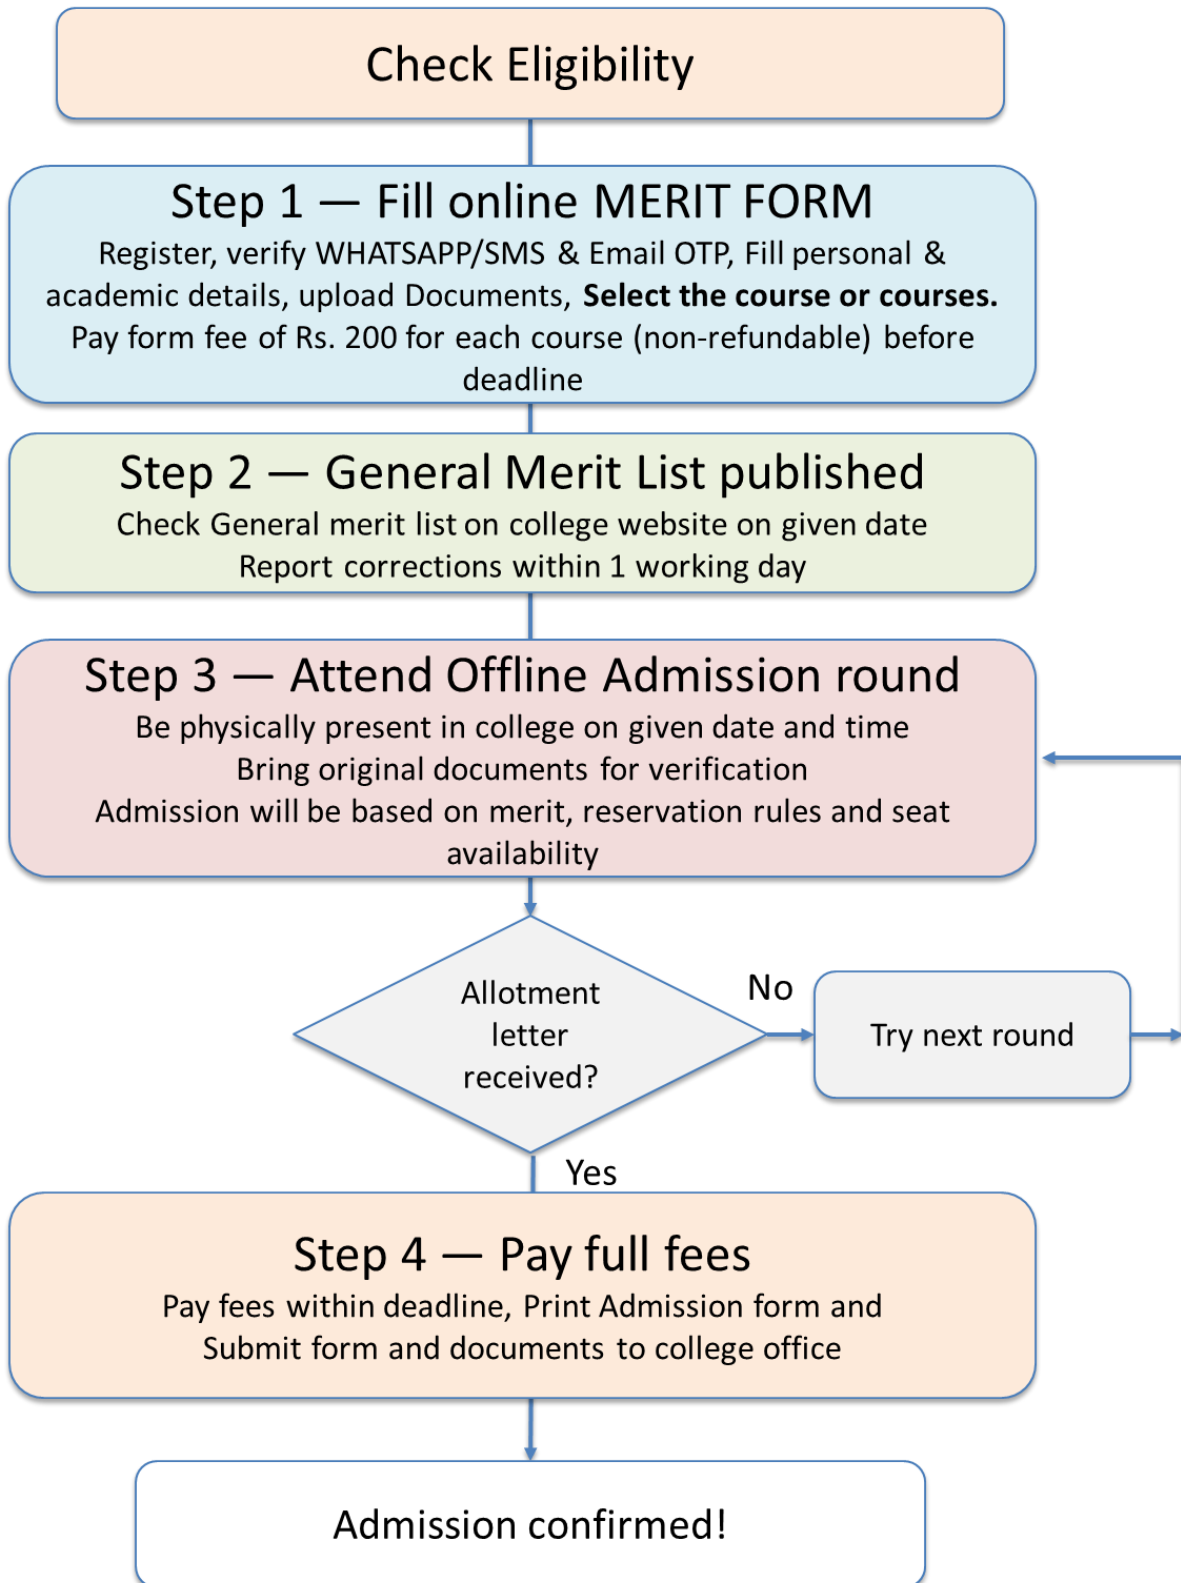 Check Eligibility
Step 1 — Fill online MERIT FORM
Register, verify WHATSAPP/SMS & Email OTP, Fill personal &
academic details, upload Documents, Select the course or courses.
Pay form fee of Rs. 200 for each course (non-refundable) before
deadline
Step 2 — General Merit List published
Check General merit list on college website on given date
Report corrections within 1 working day
Step 3 — Attend Offline Admission round
Be physically present in college on given date and time
Bring original documents for verification
Admission will be based on merit, reservation rules and seat
availability
Allotment
letter
received?
No
Try next round
Yes
Step 4 — Pay full fees
Pay fees within deadline, Print Admission form and
Submit form and documents to college office
Admission confirmed!